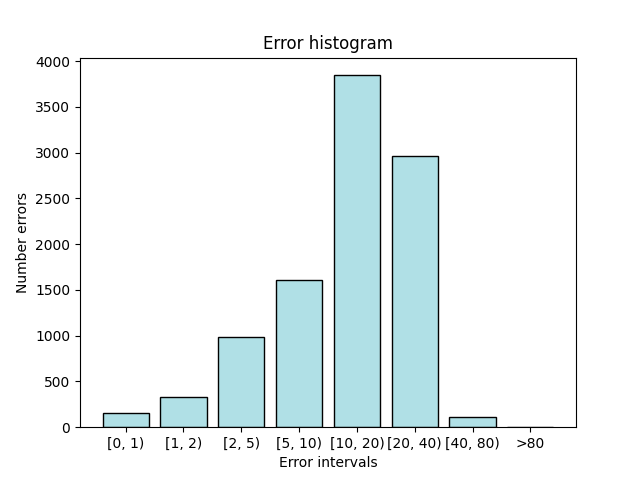 Error histogram
4000
3500
3000
2500
2000
1500
1000
500
0
Number errors
[0, 1) [1, 2) [2, 5) [5, 10) [10, 20) [20, 40) [40, 80) >80
Error intervals